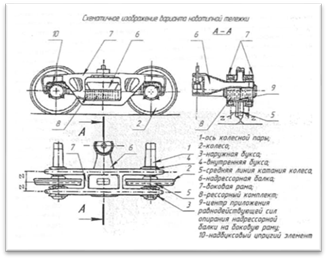 Схематичное изображение варианта новотипной тележки
10
7
6
А – А
7
6
8
2
8
9
5
А
7
6
1
4
2
3
5
А
1-ось колесной пары;
2-колесо;
3-наружная букса;
4-внутренняя букса;
5-средняя линия катания колеса
6-надрессорная балка;
7-боковая рама;
8-рессорный комплект;
9-центр приложения
равнодействующей сил
опирания надрессорной
балки на боковую раму;
10-надбуксовый упругий элемент